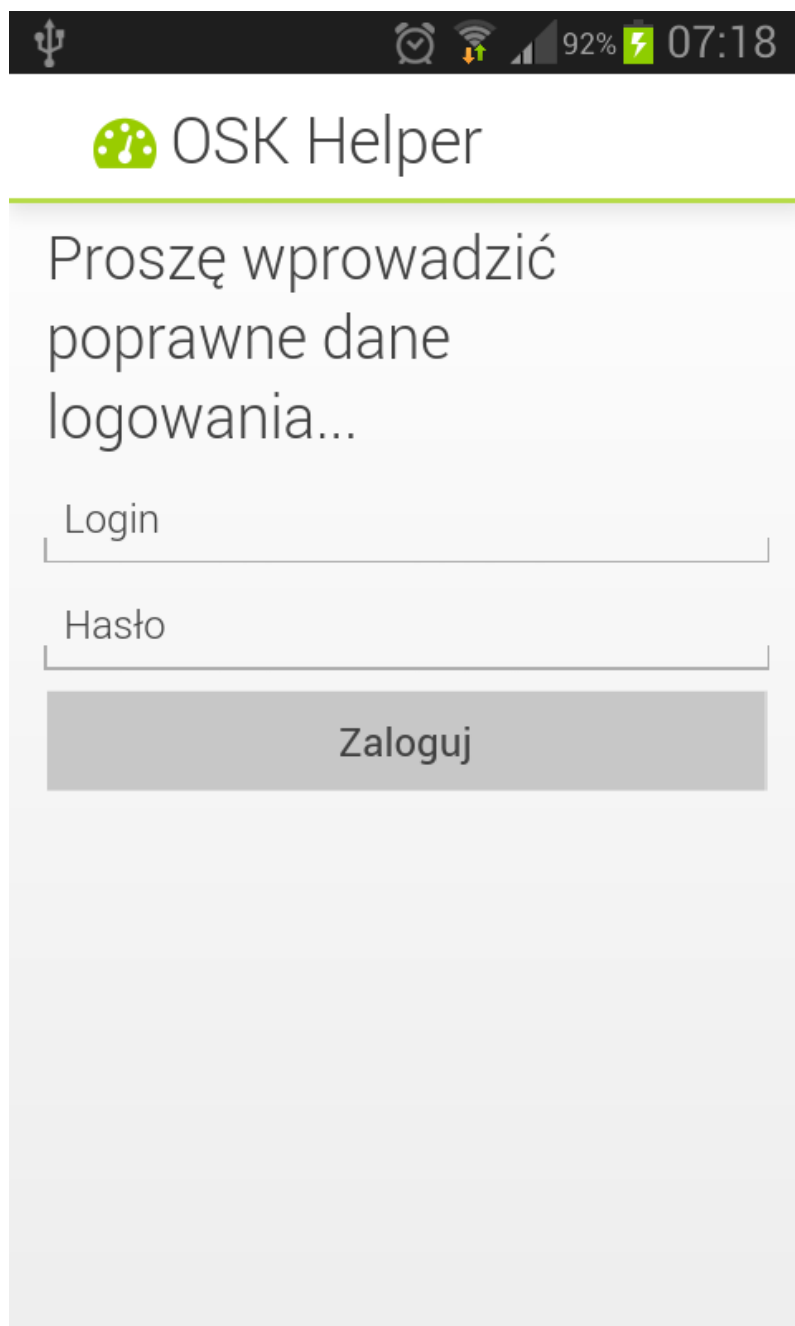 92% 07:18
OSK Helper
Proszę wprowadzić
poprawne dane
logowania...
Login
Hasło
Zaloguj